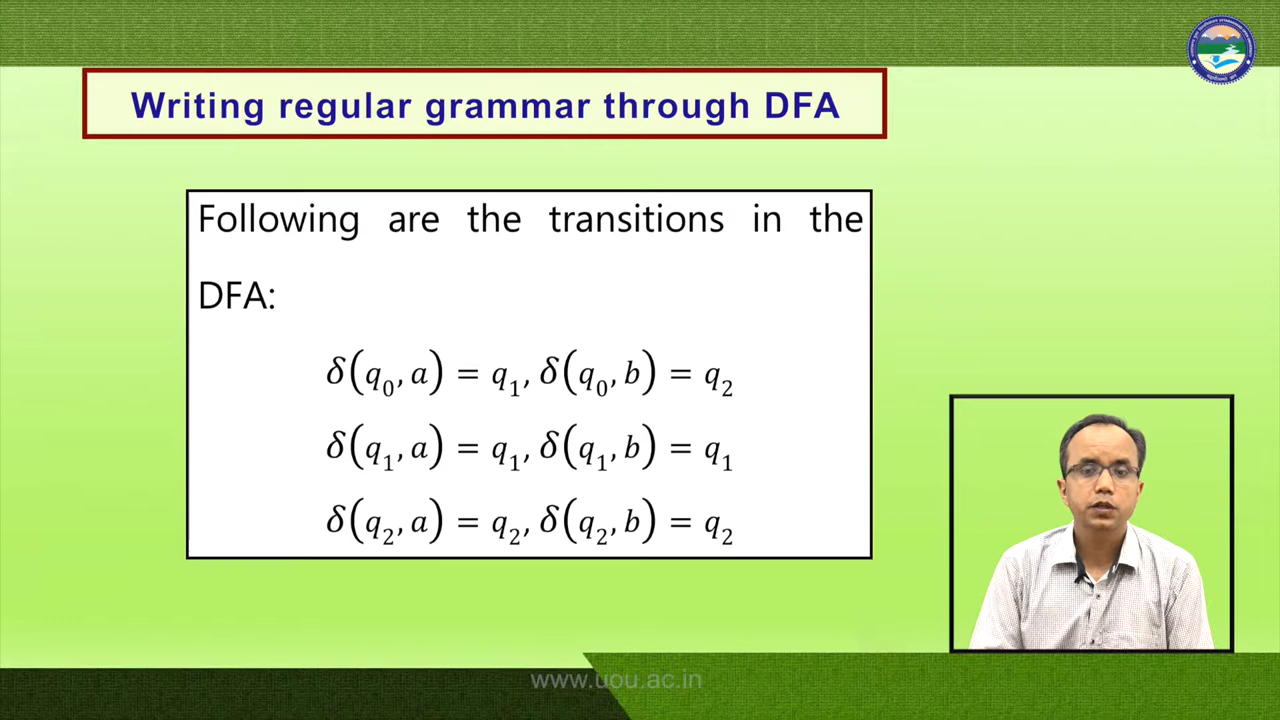 Writing regular grammar through DFA
Following are the transitions in the
DFA:
δ(q₀, a) = q₁, δ(q₀, b) = q₂
δ(q₁, a) = q₁, δ(q₁, b) = q₁
δ(q₂, a) = q₂, δ(q₂, b) = q₂
www.uou.ac.in